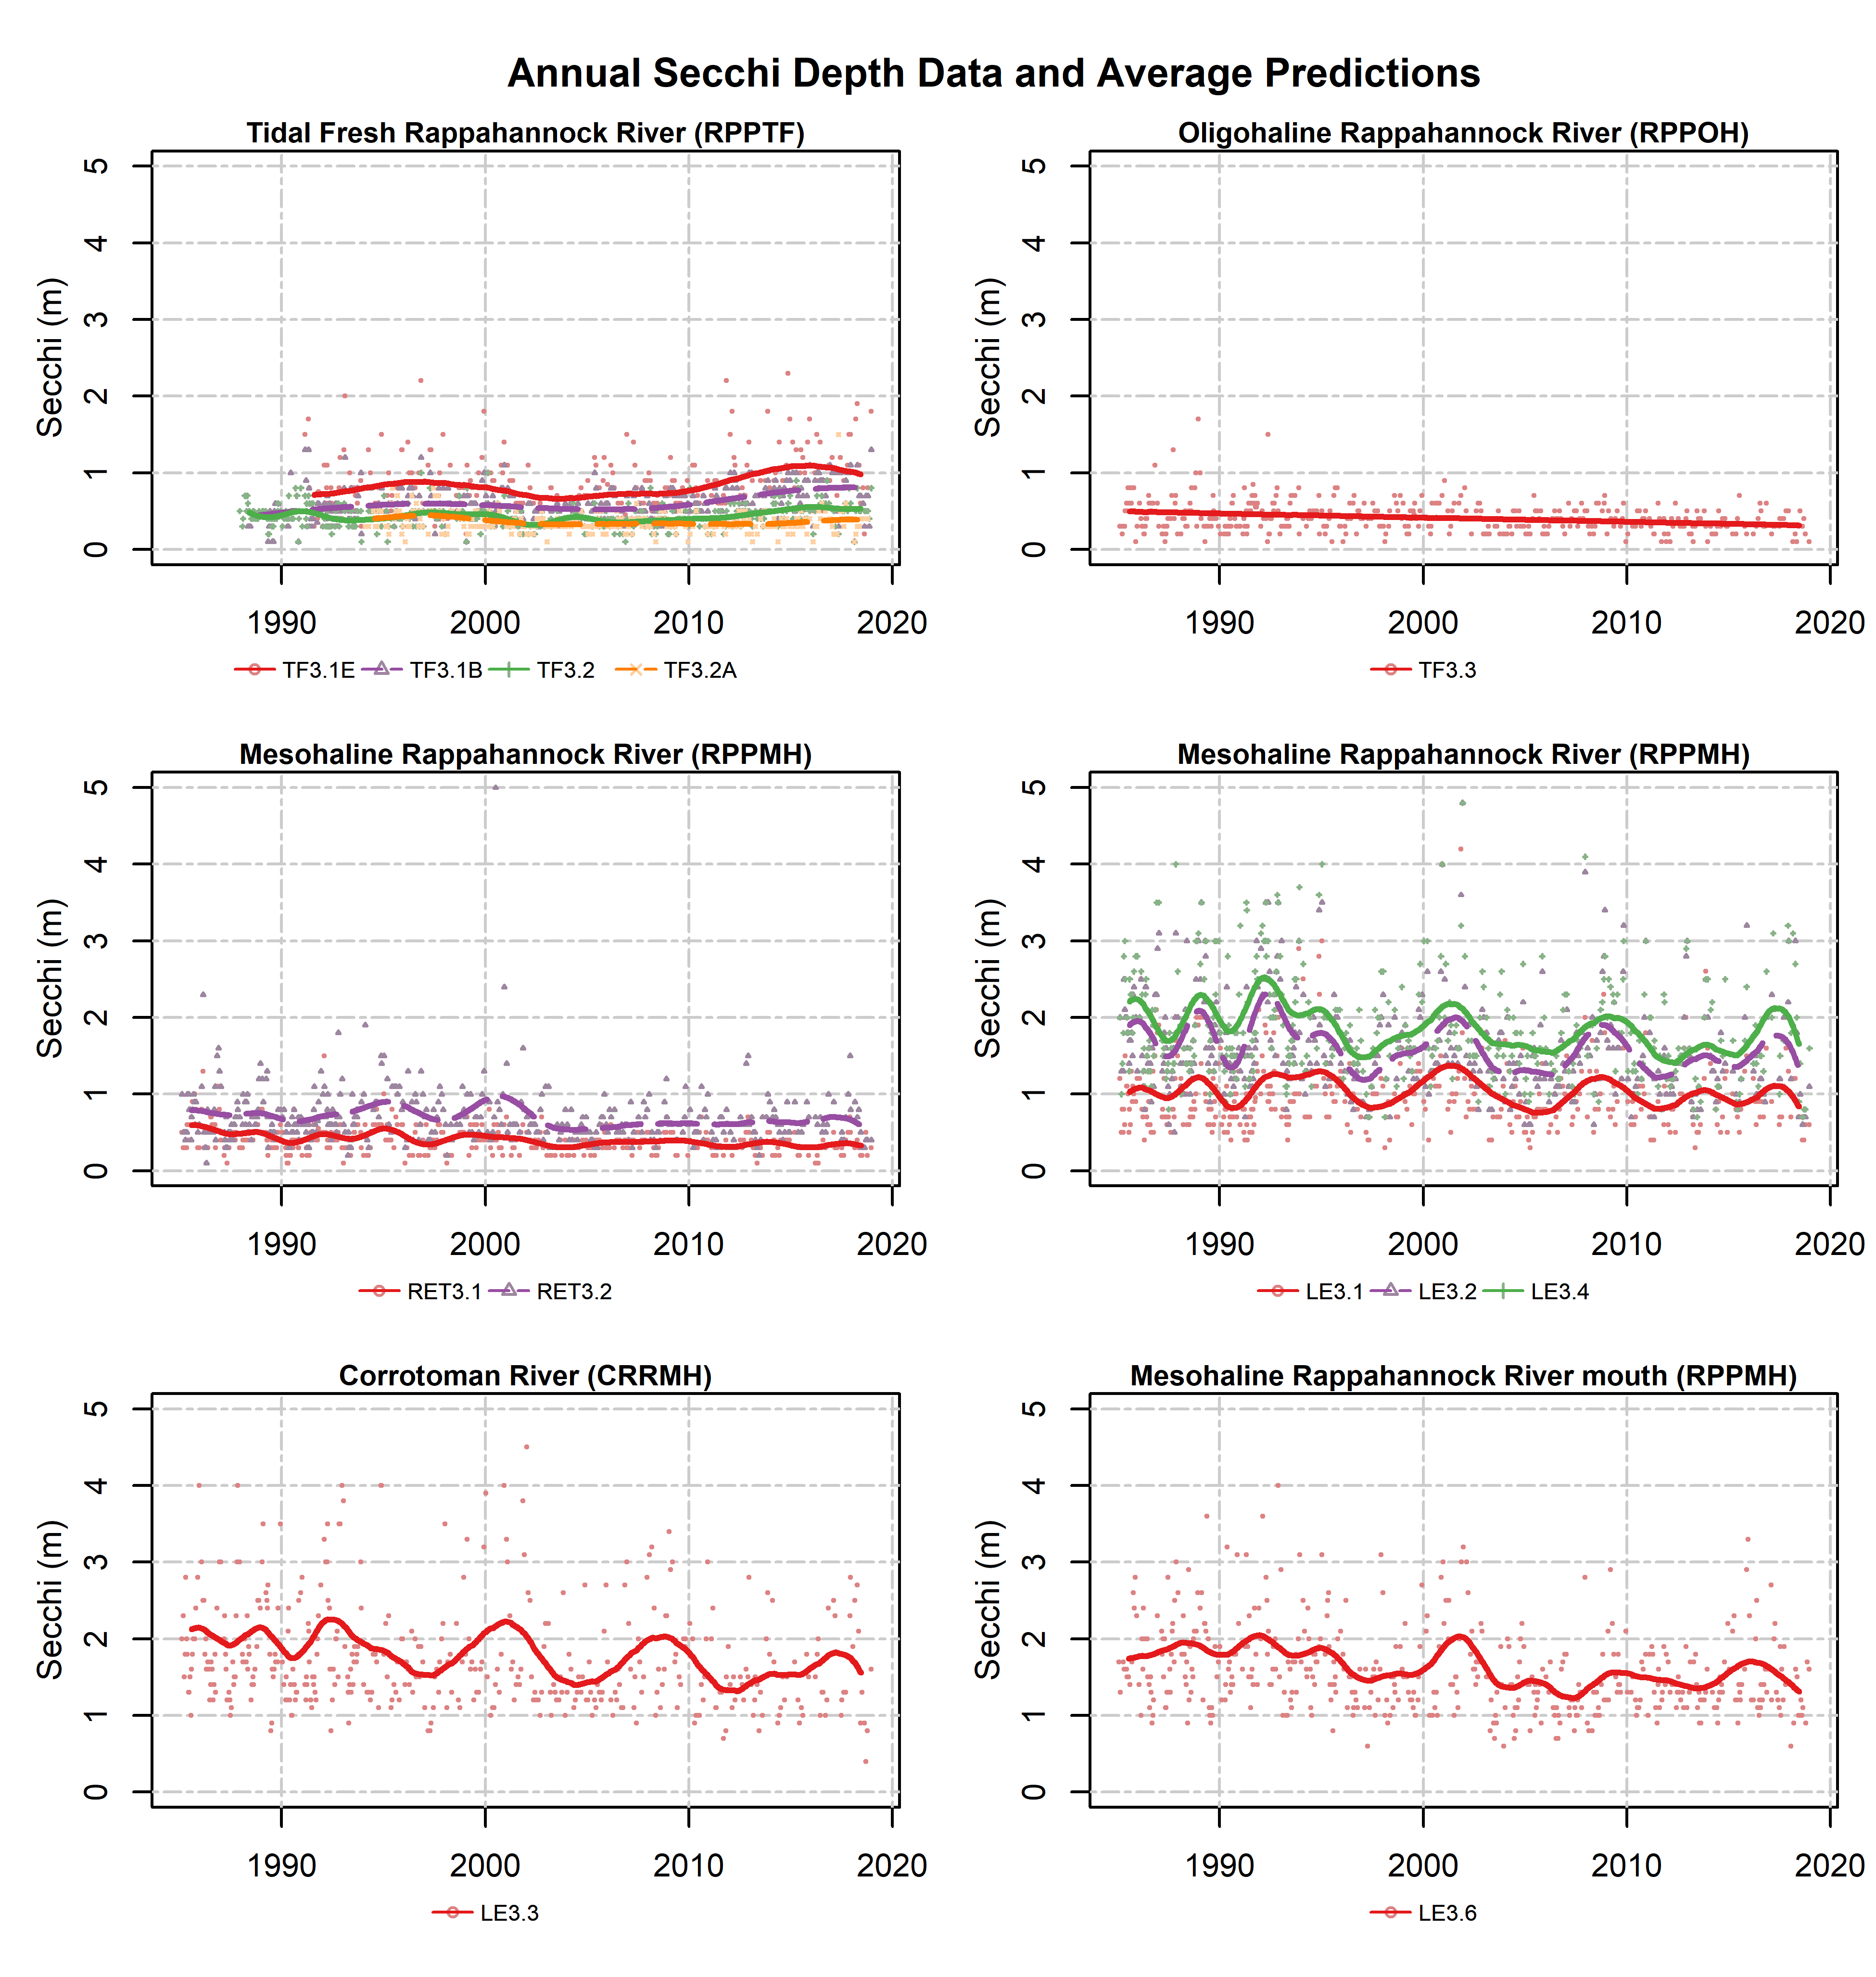 Annual Secchi Depth Data and Average Predictions
Tidal Fresh Rappahannock River (RPPTF)
Secchi (m)
0 1 2 3 4 5
1990 2000 2010 2020
TF3.1E TF3.1B TF3.2 TF3.2A
Oligohaline Rappahannock River (RPPOH)
Secchi (m)
0 1 2 3 4 5
1990 2000 2010 2020
TF3.3
Mesohaline Rappahannock River (RPPMH)
Secchi (m)
0 1 2 3 4 5
1990 2000 2010 2020
RET3.1 RET3.2
Mesohaline Rappahannock River (RPPMH)
Secchi (m)
0 1 2 3 4 5
1990 2000 2010 2020
LE3.1 LE3.2 LE3.4
Corrotoman River (CRRMH)
Secchi (m)
0 1 2 3 4 5
1990 2000 2010 2020
LE3.3
Mesohaline Rappahannock River mouth (RPPMH)
Secchi (m)
0 1 2 3 4 5
1990 2000 2010 2020
LE3.6